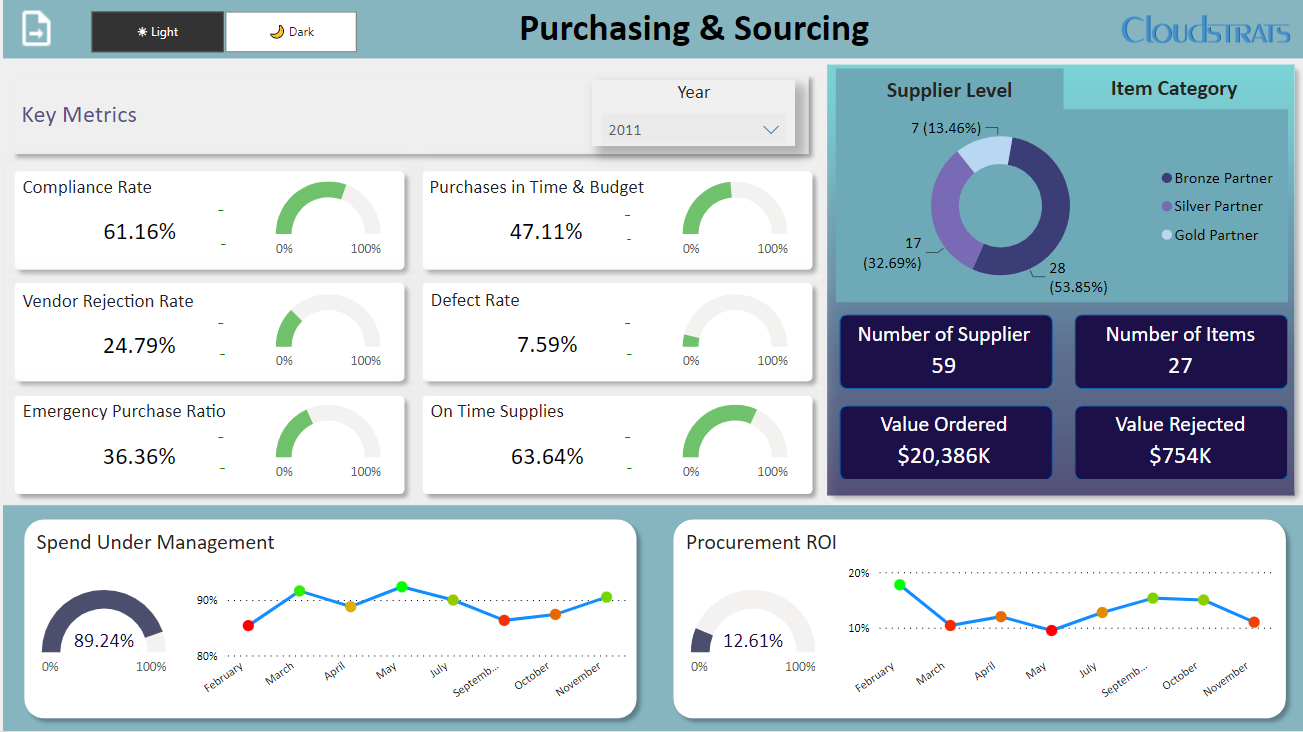 Light
Dark
Purchasing & Sourcing
CLOUDSTRATS
Key Metrics
Year
2011
Compliance Rate
61.16%
-
-
0%
100%
Purchases in Time & Budget
47.11%
-
-
0%
100%
Vendor Rejection Rate
24.79%
-
-
0%
100%
Defect Rate
7.59%
-
-
0%
100%
Emergency Purchase Ratio
36.36%
-
-
0%
100%
On Time Supplies
63.64%
-
-
0%
100%
Supplier Level
Item Category
7 (13.46%)
17
(32.69%)
28
(53.85%)
Bronze Partner
Silver Partner
Gold Partner
Number of Supplier
59
Number of Items
27
Value Ordered
$20,386K
Value Rejected
$754K
Spend Under Management
89.24%
0%
100%
90%
80%
February
March
April
May
July
Septemb...
October
November
Procurement ROI
12.61%
0%
100%
20%
10%
February
March
April
May
July
Septemb...
October
November